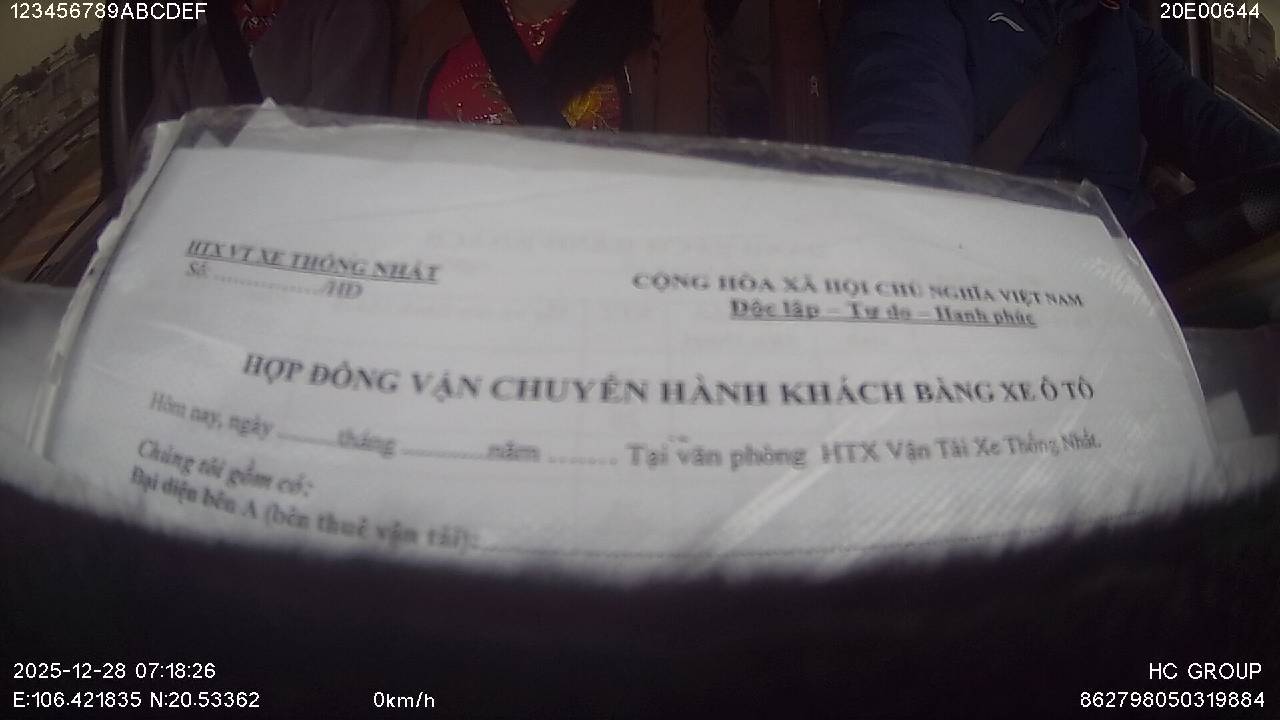 123456789ABCDEF
20E00644
HTX VT XE THỐNG NHẤT
Số: ..................../HĐ
CỘNG HÒA XÃ HỘI CHỦ NGHĨA VIỆT NAM
Độc lập – Tự do – Hạnh phúc
HỢP ĐỒNG VẬN CHUYỂN HÀNH KHÁCH BẰNG XE Ô TÔ
Hôm nay, ngày ..........tháng ..............năm ........ Tại văn phòng HTX Vận Tải Xe Thống Nhất.
Chúng tôi gồm có:
Đại diện bên A (bên thuê vận tải):..............................
2025-12-28 07:18:26
HC GROUP
E:106.421835 N:20.53362
0km/h
862798050319884